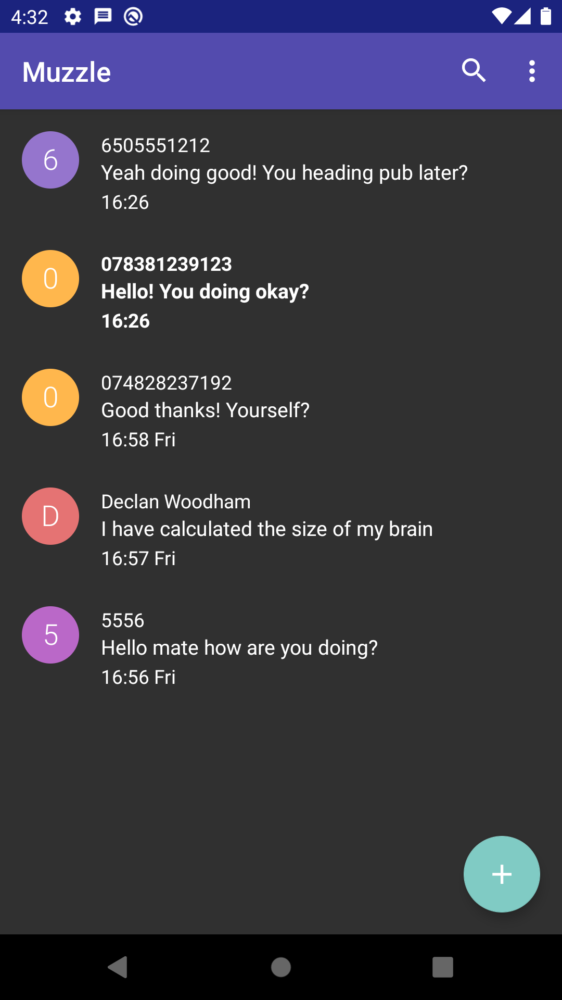 4:32
Muzzle
6
6505551212
Yeah doing good! You heading pub later?
16:26
0
078381239123
Hello! You doing okay?
16:26
0
074828237192
Good thanks! Yourself?
16:58 Fri
D
Declan Woodham
I have calculated the size of my brain
16:57 Fri
5
5556
Hello mate how are you doing?
16:56 Fri